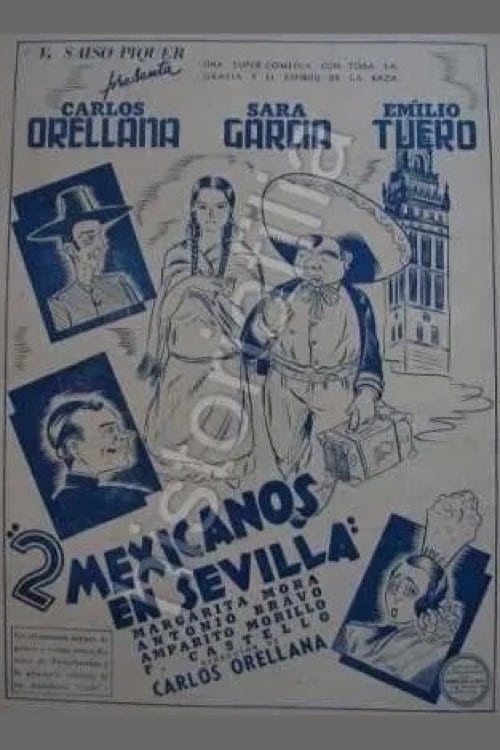 V. SAISO PIQUER
presenta
UNA SUPER-COMEDIA CON TODA LA
GRACIA Y EL ESPIRITU DE LA RAZA
CARLOS ORELLANA
SARA GARCIA
EMILIO TUERO
"2 MEXICANOS
EN SEVILLA"
MARGARITA MORA
ANTONIO BRAVO
AMPARITO MORILLO
F. CASTELLO
CARLOS ORELLANA